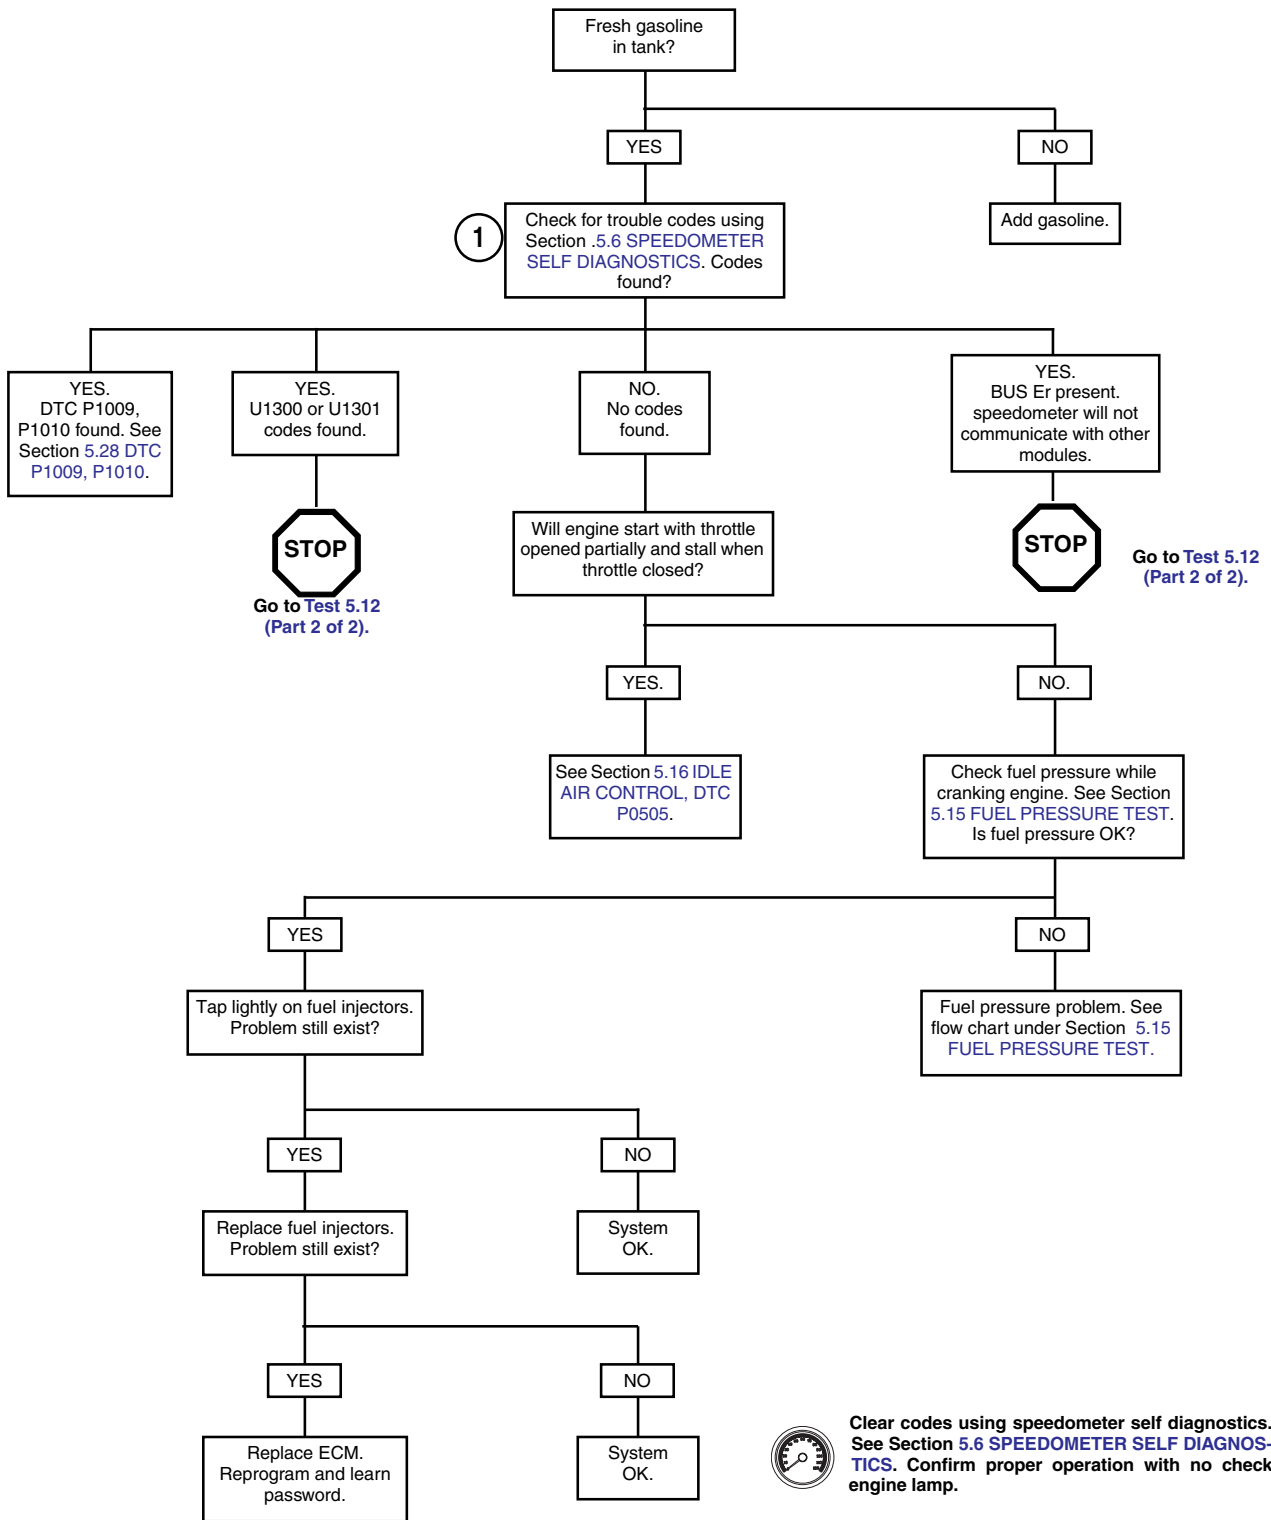 Fresh gasoline
in tank?
YES
NO
1
Check for trouble codes using
Section .5.6 SPEEDOMETER
SELF DIAGNOSTICS. Codes
found?
Add gasoline.
YES.
DTC P1009,
P1010 found. See
Section 5.28 DTC
P1009, P1010.
YES.
U1300 or U1301
codes found.
NO.
No codes
found.
YES.
BUS Er present.
speedometer will not
communicate with other
modules.
STOP
Go to Test 5.12
(Part 2 of 2).
Will engine start with throttle
opened partially and stall when
throttle closed?
STOP
Go to Test 5.12
(Part 2 of 2).
YES.
NO.
See Section 5.16 IDLE
AIR CONTROL, DTC
P0505.
Check fuel pressure while
cranking engine. See Section
5.15 FUEL PRESSURE TEST.
Is fuel pressure OK?
YES
NO
Tap lightly on fuel injectors.
Problem still exist?
Fuel pressure problem. See
flow chart under Section 5.15
FUEL PRESSURE TEST.
YES
NO
Replace fuel injectors.
Problem still exist?
System
OK.
YES
NO
Replace ECM.
Reprogram and learn
password.
System
OK.
Clear codes using speedometer self diagnostics.
See Section 5.6 SPEEDOMETER SELF DIAGNOS-
TICS. Confirm proper operation with no check
engine lamp.